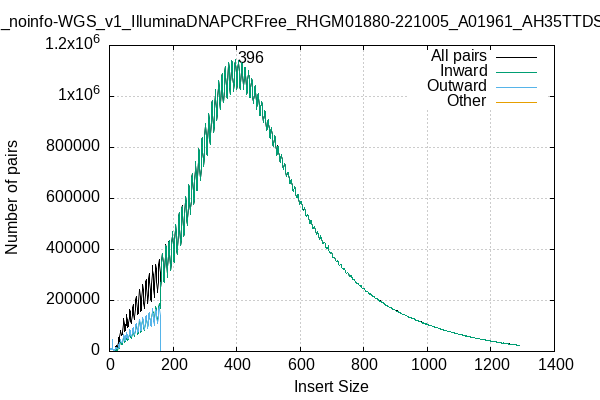 _noinfo-WGS_v1_IlluminaDNAPCRFree_RHGM01880-221005_A01961_AH35TTDS
1.2x10^6
1x10^6
800000
600000
400000
200000
0
Number of pairs
396
All pairs
Inward
Outward
Other
0 200 400 600 800 1000 1200 1400
Insert Size